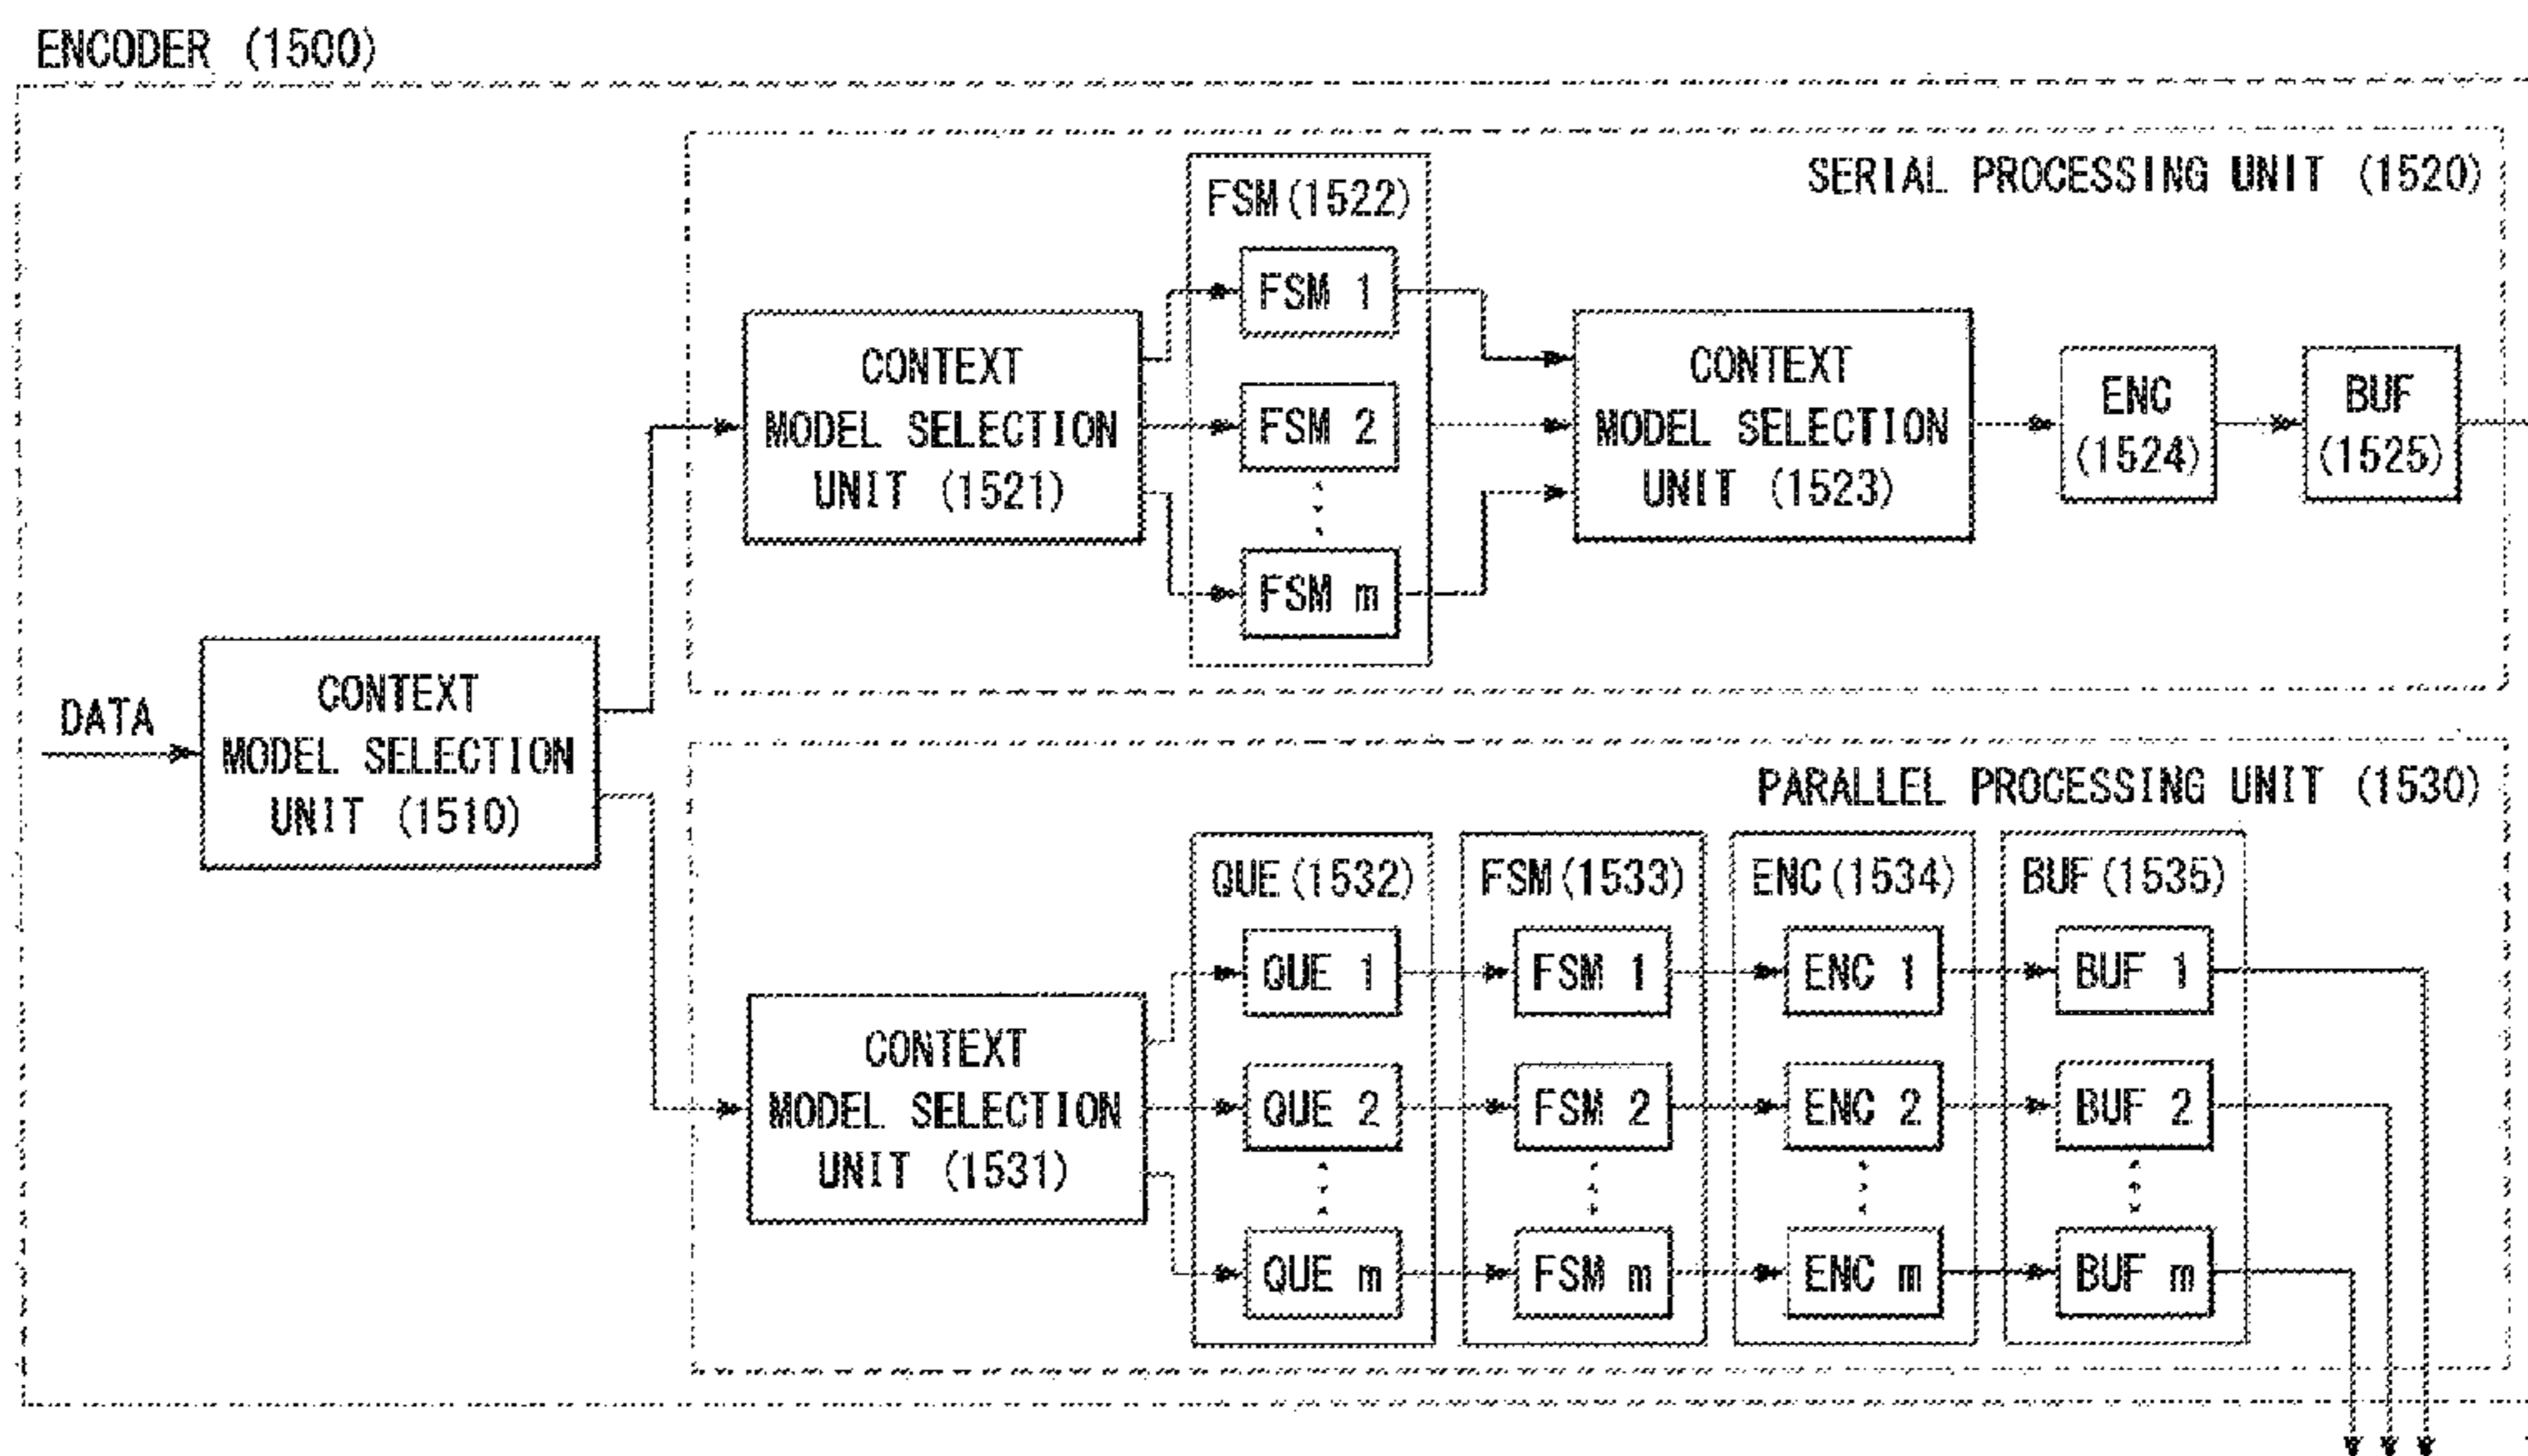 ENCODER (1500)
SERIAL PROCESSING UNIT (1520)
FSM(1522)
FSM 1
FSM 2
FSM m
CONTEXT
MODEL SELECTION
UNIT (1521)
CONTEXT
MODEL SELECTION
UNIT (1523)
ENC
(1524)
BUF
(1525)
DATA
CONTEXT
MODEL SELECTION
UNIT (1510)
PARALLEL PROCESSING UNIT (1530)
CONTEXT
MODEL SELECTION
UNIT (1531)
QUE(1532)
QUE 1
QUE 2
QUE m
FSM(1533)
FSM 1
FSM 2
FSM m
ENC(1534)
ENC 1
ENC 2
ENC m
BUF(1535)
BUF 1
BUF 2
BUF m